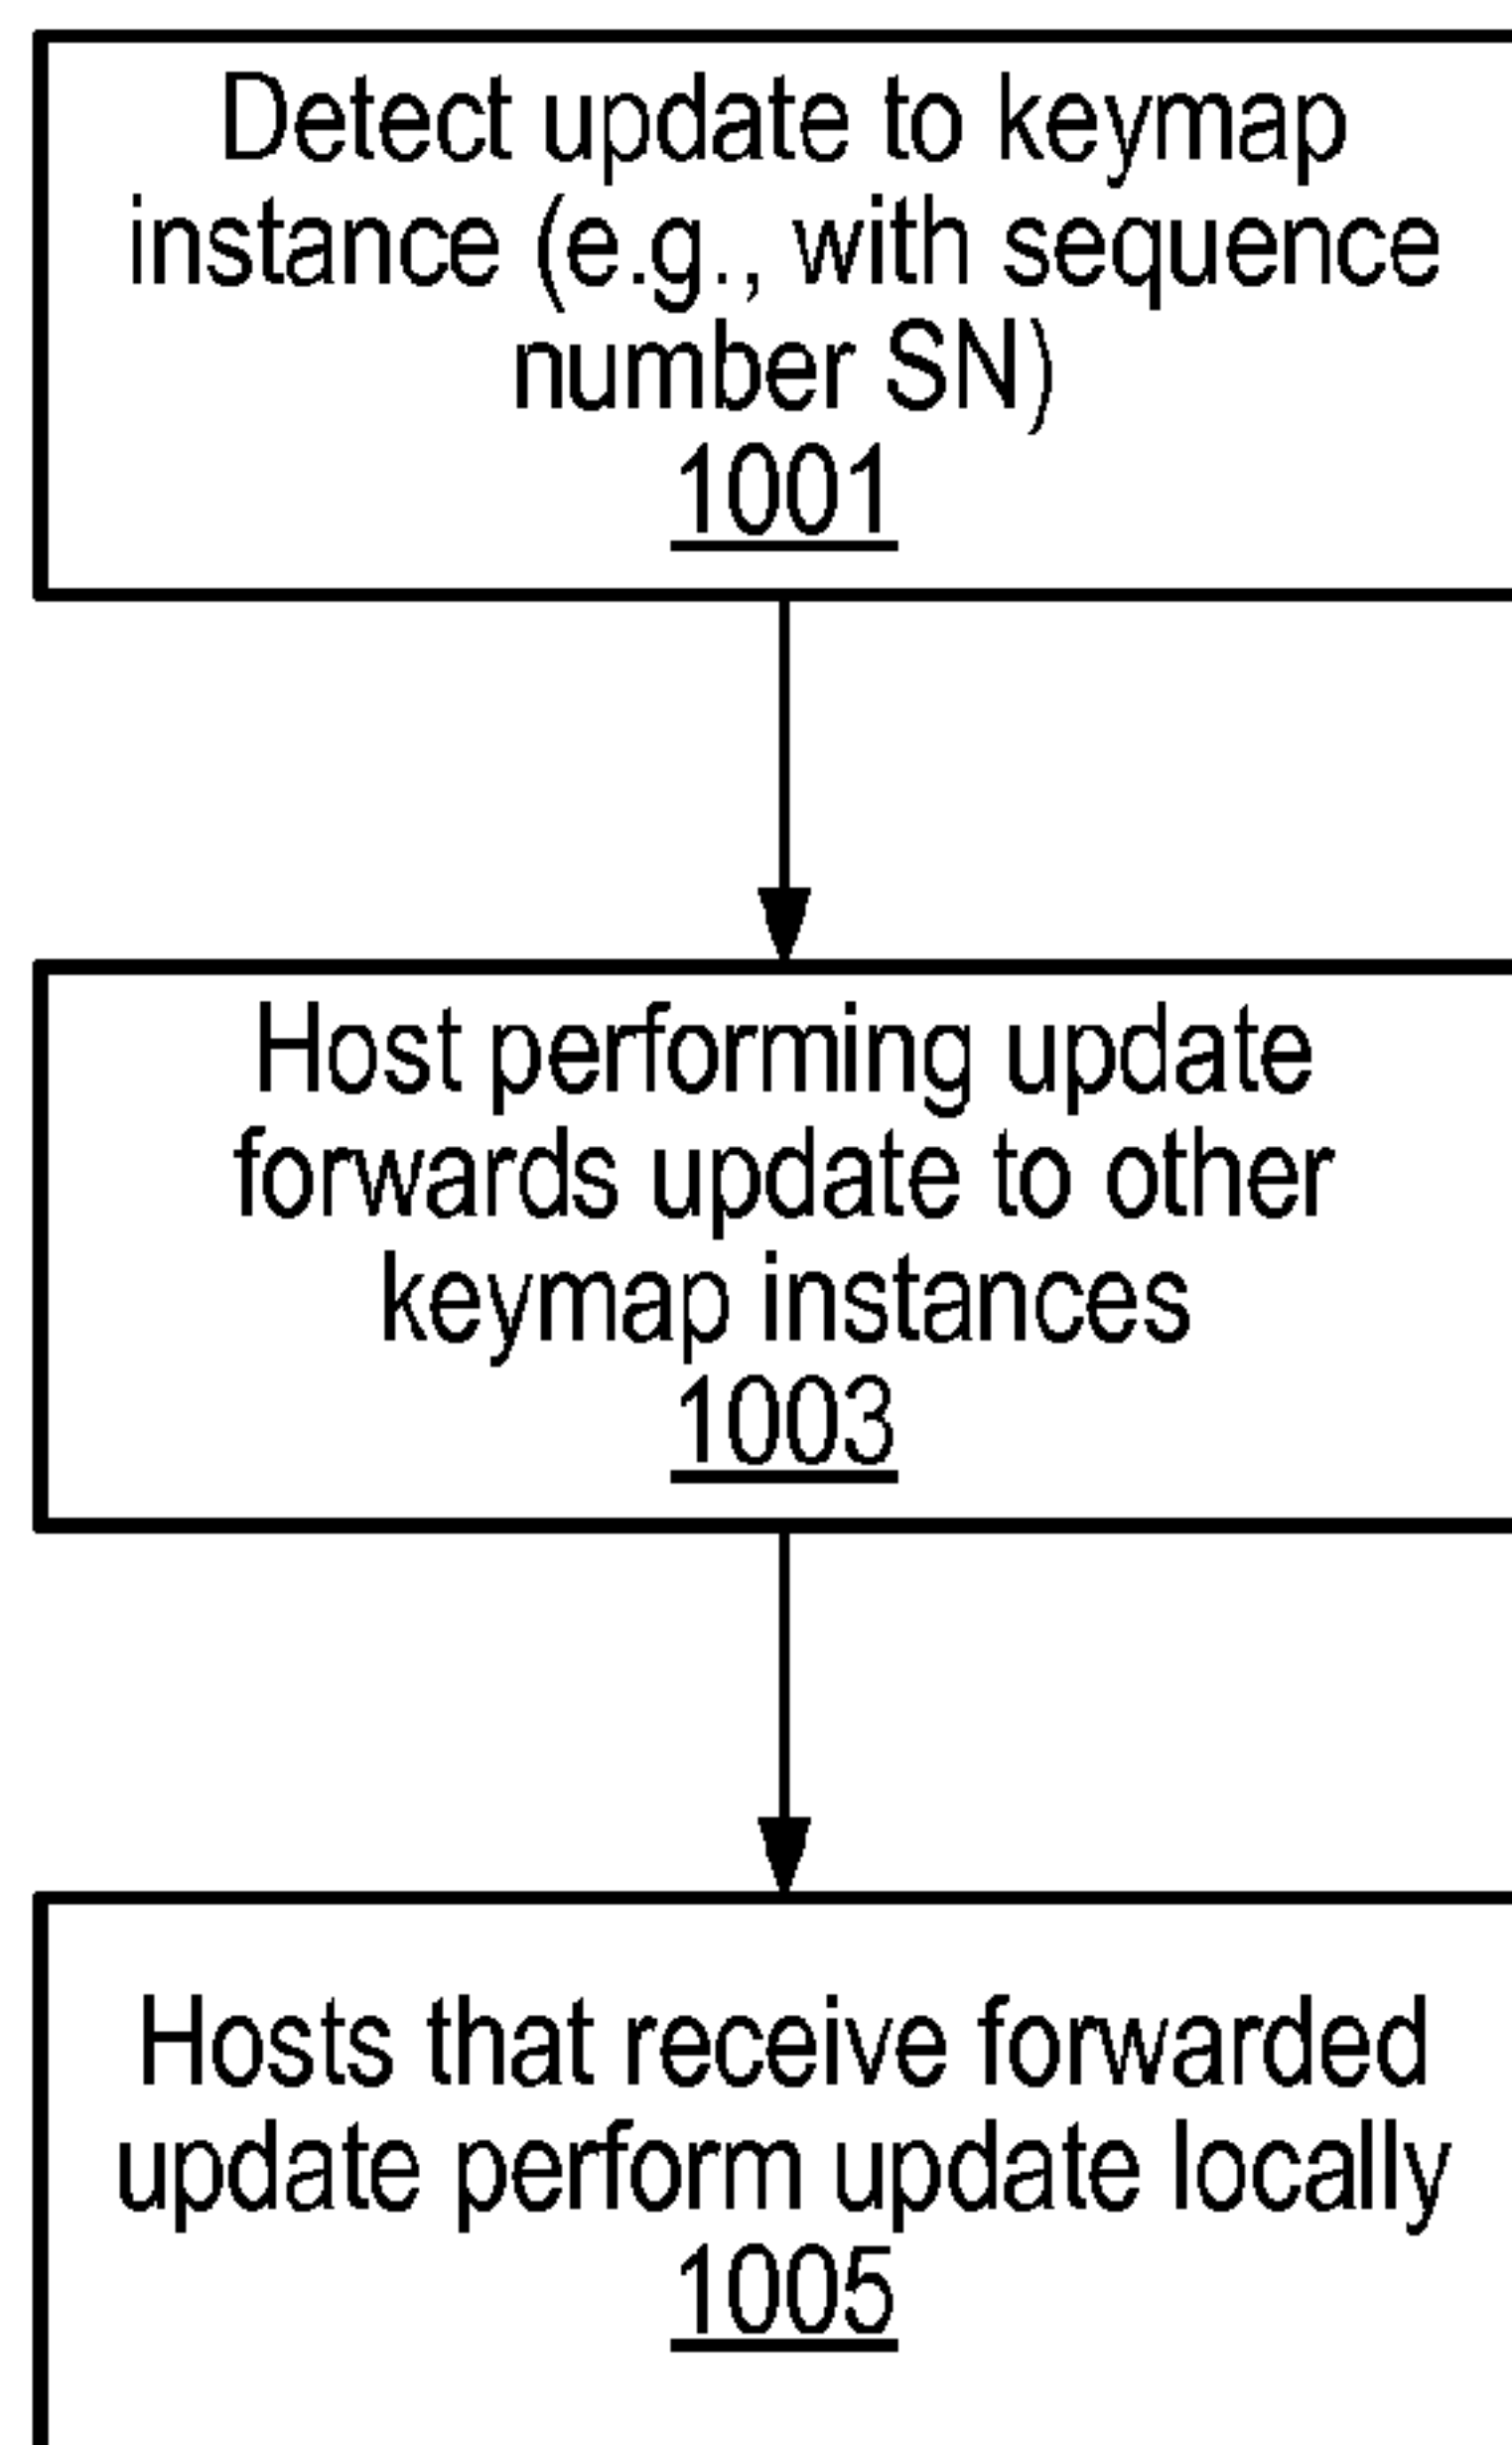 Detect update to keymap
instance (e.g., with sequence
number SN)
1001
Host performing update
forwards update to other
keymap instances
1003
Hosts that receive forwarded
update perform update locally
1005